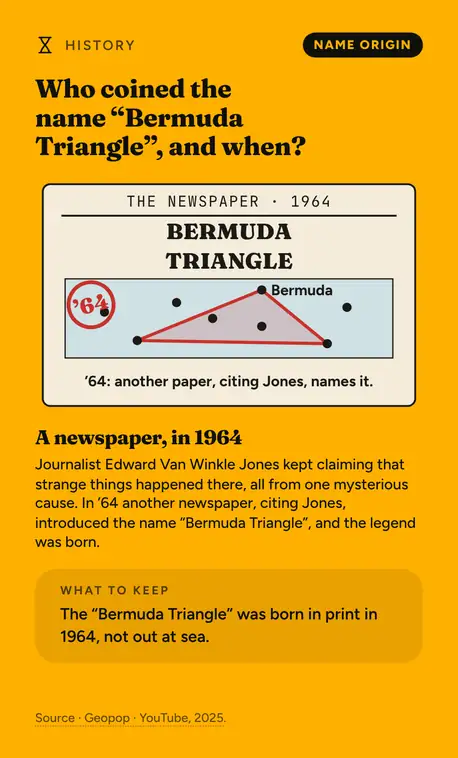 HISTORY
NAME ORIGIN
Who coined the
name “Bermuda
Triangle”, and when?
THE NEWSPAPER · 1964
BERMUDA
TRIANGLE
’64
Bermuda
’64: another paper, citing Jones, names it.
A newspaper, in 1964
Journalist Edward Van Winkle Jones kept claiming that
strange things happened there, all from one mysterious
cause. In ’64 another newspaper, citing Jones,
introduced the name “Bermuda Triangle”, and the legend
was born.
WHAT TO KEEP
The “Bermuda Triangle” was born in print in
1964, not out at sea.
Source · Geopop · YouTube, 2025.